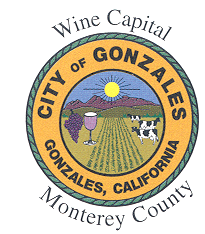 Wine Capital
CITY OF GONZALES
GONZALES, CALIFORNIA
Monterey County